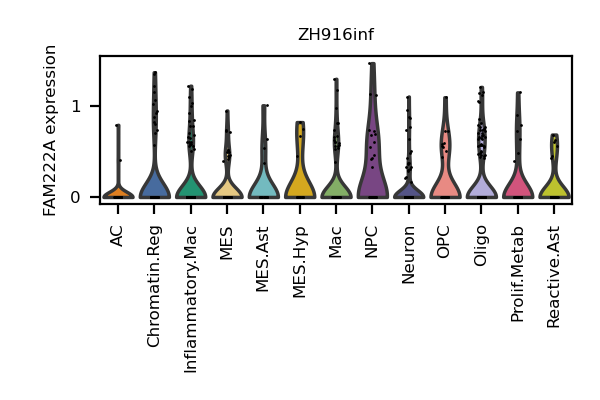 ZH916inf
FAM222A expression
1
0
AC
Chromatin.Reg
Inflammatory.Mac
MES
MES.Ast
MES.Hyp
Mac
NPC
Neuron
OPC
Oligo
Prolif.Metab
Reactive.Ast